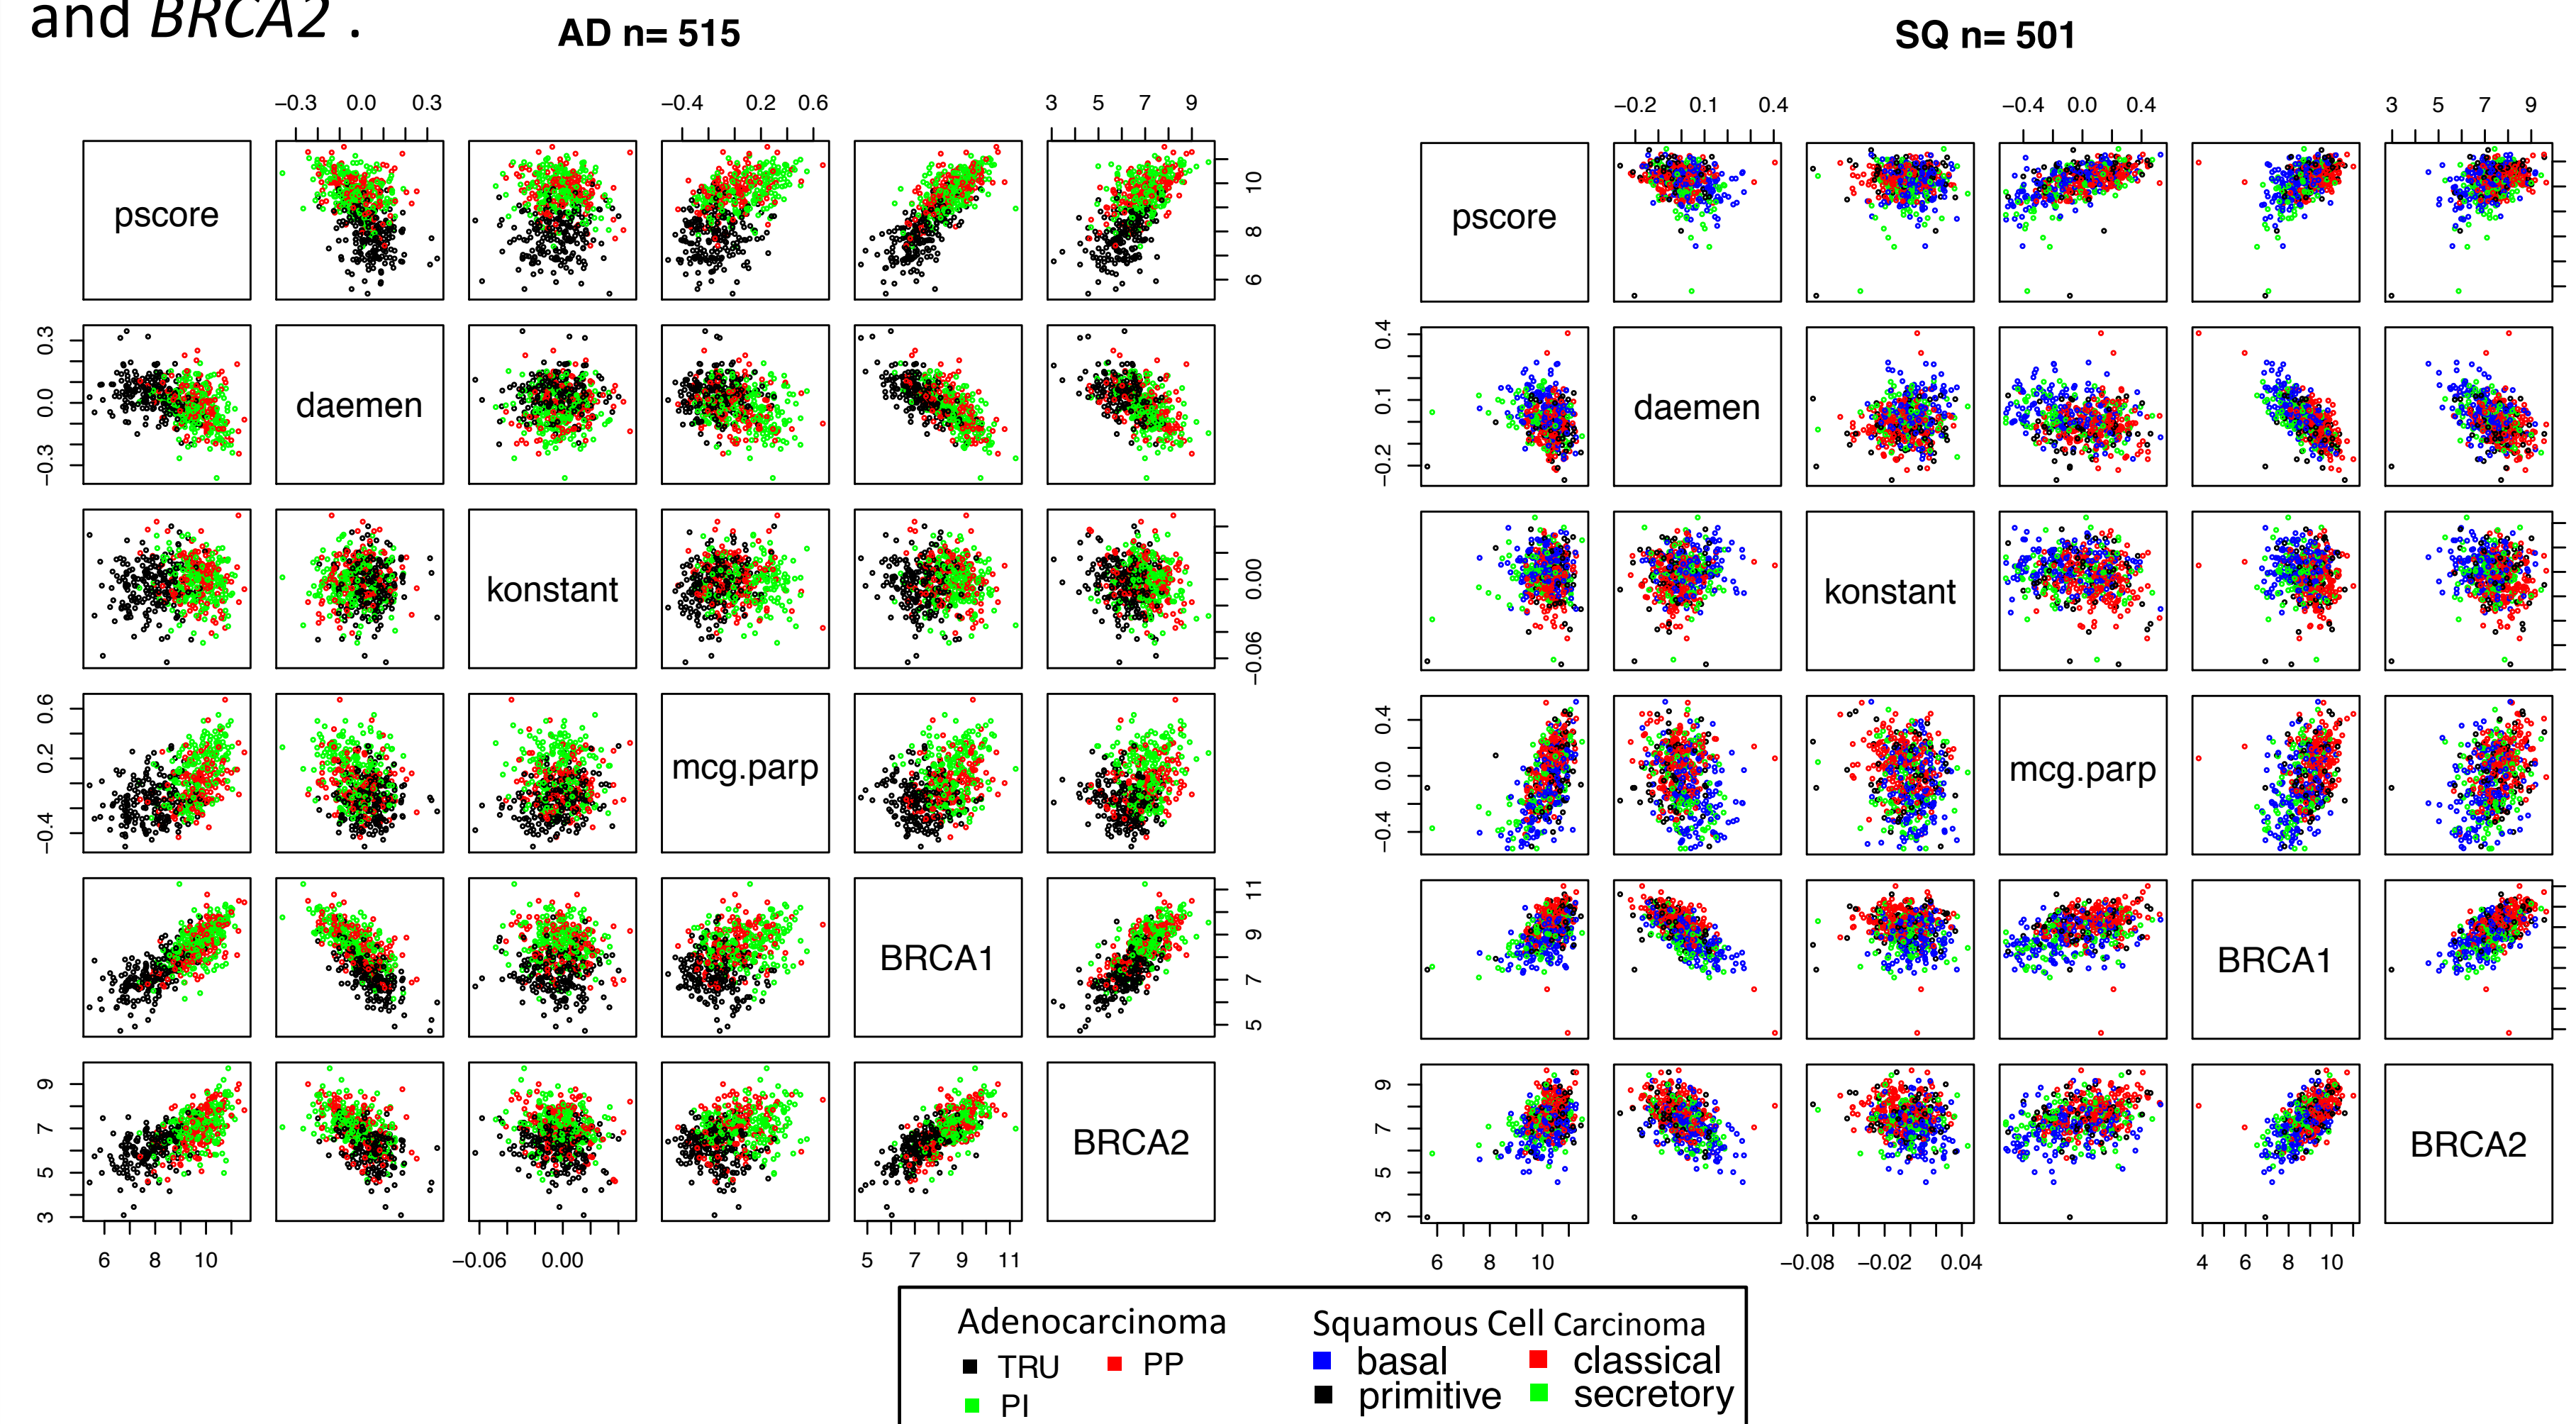 and BRCA2 .
AD n= 515
SQ n= 501
−0.3 0.0 0.3
−0.4 0.2 0.6
3 5 7 9
−0.2 0.1 0.4
−0.4 0.0 0.4
3 5 7 9
pscore
6 8 10
pscore
−0.3 0.0 0.3
daemen
−0.2 0.1 0.4
daemen
konstant
−0.06 0.00
konstant
−0.4 0.2 0.6
mcg.parp
−0.4 0.0 0.4
mcg.parp
BRCA1
5 7 9 11
BRCA1
3 5 7 9
BRCA2
3 5 7 9
BRCA2
6 8 10
−0.06 0.00
5 7 9 11
6 8 10
−0.08 −0.02 0.04
4 6 8 10
Adenocarcinoma
TRU PP
PI
Squamous Cell Carcinoma
basal classical
primitive secretory